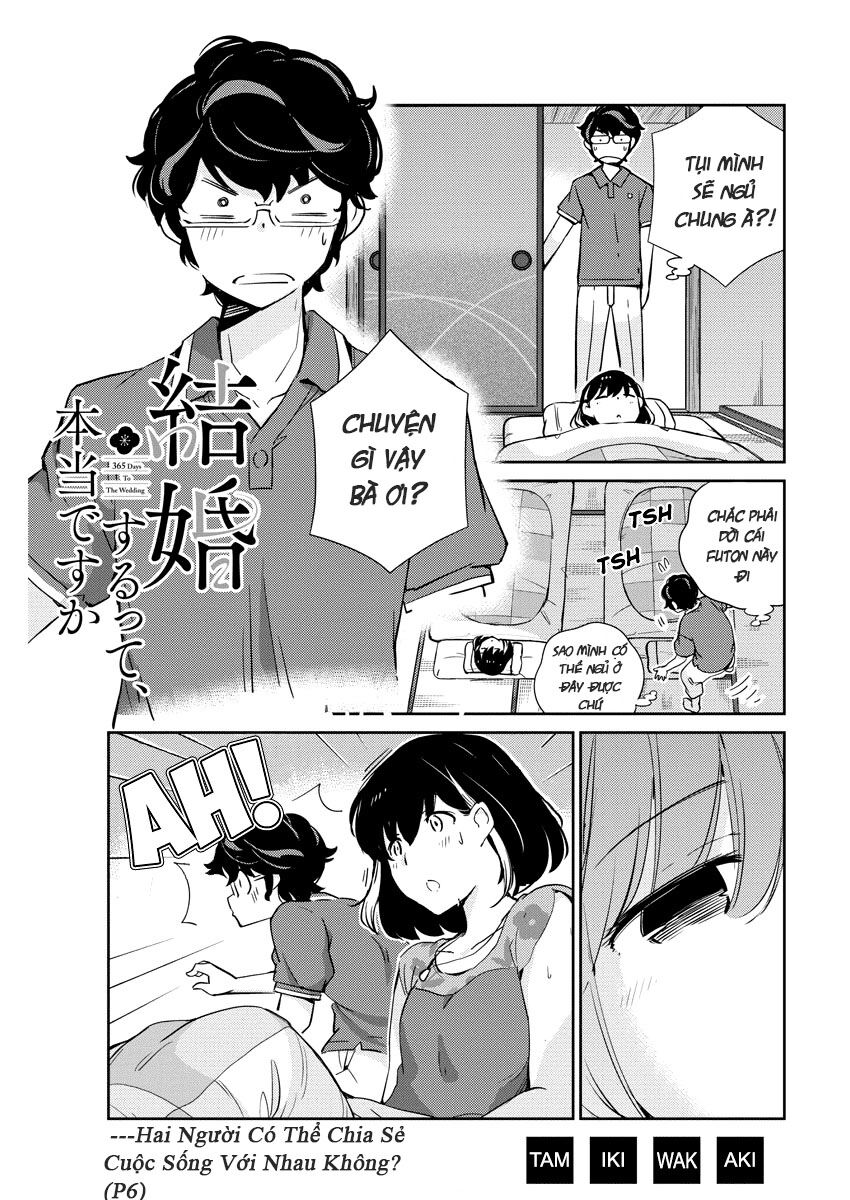 TỤI MÌNH
SẼ NGỦ
CHUNG À?!
CHUYỆN
GÌ VẬY
BÀ ƠI?
結婚
するって、
本当ですか
365 Days
To
The Wedding
TSH
TSH
CHẮC PHẢI
DỜI CÁI
FUTON NÀY
ĐI
SAO MÌNH CÓ
THỂ NGỦ Ở
ĐÂY ĐƯỢC
CHỨ
AH!
---Hai Người Có Thể Chia Sẻ
Cuộc Sống Với Nhau Không?
(P6)
TAM IKI WAK AKI